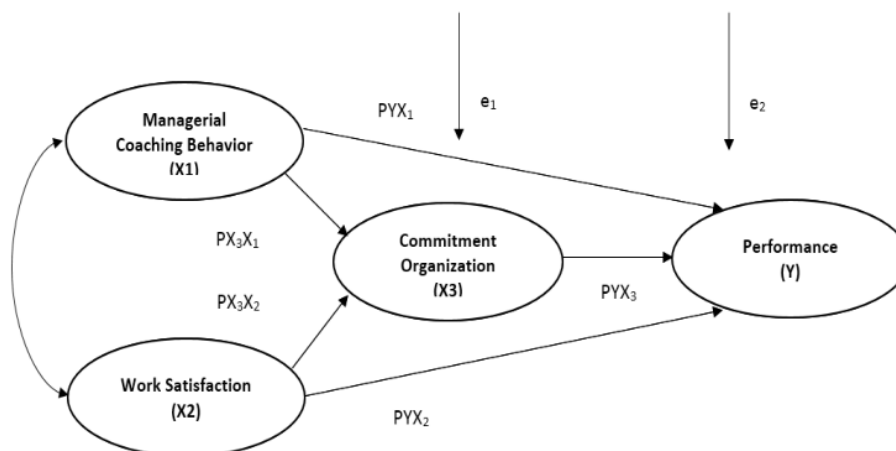 e₁
e₂
PYX₁
Managerial
Coaching Behavior
(X1)
PX₃X₁
Commitment
Organization
(X3)
Performance
(Y)
PX₃X₂
PYX₃
Work Satisfaction
(X2)
PYX₂